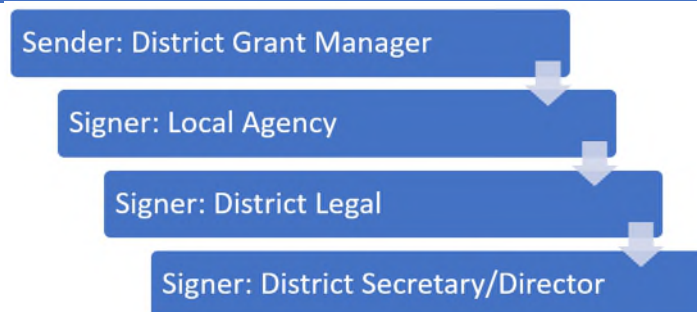 Sender: District Grant Manager
Signer: Local Agency
Signer: District Legal
Signer: District Secretary/Director